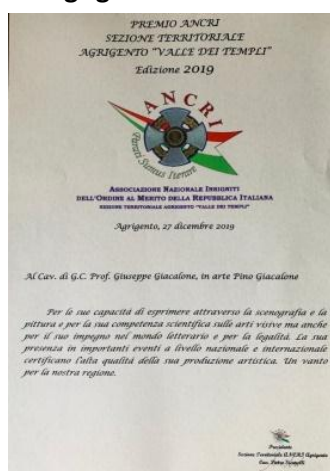 PREMIO ANCRI
SEZIONE TERRITORIALE
AGRIGENTO "VALLE DEI TEMPLI"
Edizione 2019
ANCRI
ASSOCIAZIONE NAZIONALE INSIGNITI
DELL'ORDINE AL MERITO DELLA REPUBBLICA ITALIANA
SEZIONE TERRITORIALE AGRIGENTO "VALLE DEI TEMPLI"
Agrigento, 27 dicembre 2019
Al Cav. di G.C. Prof. Giuseppe Giacalone, in arte Pino Giacalone
Per le sue capacità di esprimere attraverso la scenografia e la
pittura e per la sua competenza scientifica sulle arti visive ma anche
per il suo impegno nel mondo letterario e per la legalità. La sua
presenza in importanti eventi a livello nazionale e internazionale
certificano l'alta qualità della sua produzione artistica. Un vanto
per la nostra regione.
Presidente
Sezione Territoriale A.N.C.R.I. Agrigento